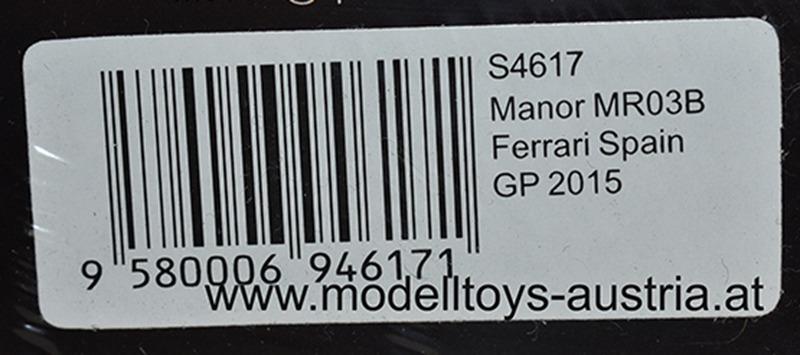 S4617
Manor MR03B
Ferrari Spain
GP 2015
9 580006 946171
www.modelltoys-austria.at